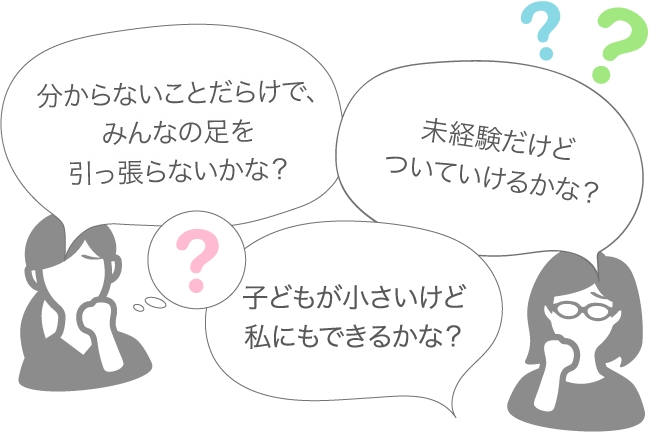 分からないことだらけで、
みんなの足を
引っ張らないかな？
未経験だけど
ついていけるかな？
子どもが小さいけど
私にもできるかな？
?
?
?